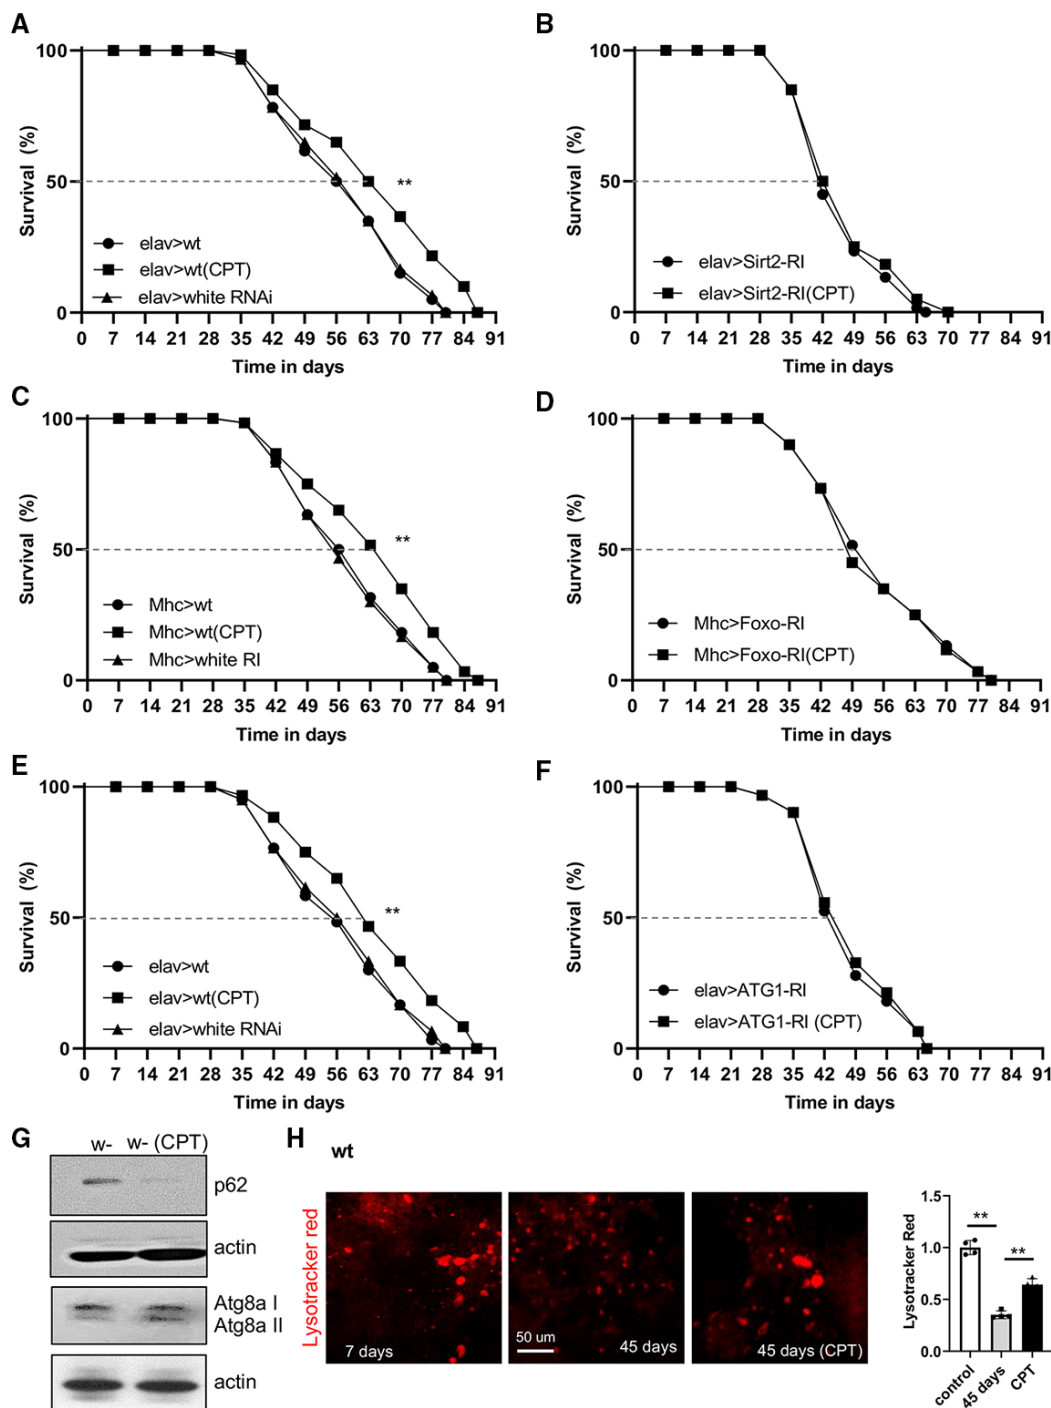 A
100
50
0
Survival (%)
elav>wt
elav>wt(CPT)
elav>white RNAi
**
0 7 14 21 28 35 42 49 56 63 70 77 84 91
Time in days
B
100
50
0
Survival (%)
elav>Sirt2-RI
elav>Sirt2-RI(CPT)
0 7 14 21 28 35 42 49 56 63 70 77 84 91
Time in days
C
100
50
0
Survival (%)
Mhc>wt
Mhc>wt(CPT)
Mhc>white RI
**
0 7 14 21 28 35 42 49 56 63 70 77 84 91
Time in days
D
100
50
0
Survival (%)
Mhc>Foxo-RI
Mhc>Foxo-RI(CPT)
0 7 14 21 28 35 42 49 56 63 70 77 84 91
Time in days
E
100
50
0
Survival (%)
elav>wt
elav>wt(CPT)
elav>white RNAi
**
0 7 14 21 28 35 42 49 56 63 70 77 84 91
Time in days
F
100
50
0
Survival (%)
elav>ATG1-RI
elav>ATG1-RI (CPT)
0 7 14 21 28 35 42 49 56 63 70 77 84 91
Time in days
G
w- w- (CPT)
p62
actin
Atg8a I
Atg8a II
actin
H
wt
Lysotracker red
7 days
50 um
45 days
45 days (CPT)
Lysotracker Red
1.5
1.0
0.5
0.0
**
**
control
45 days
CPT